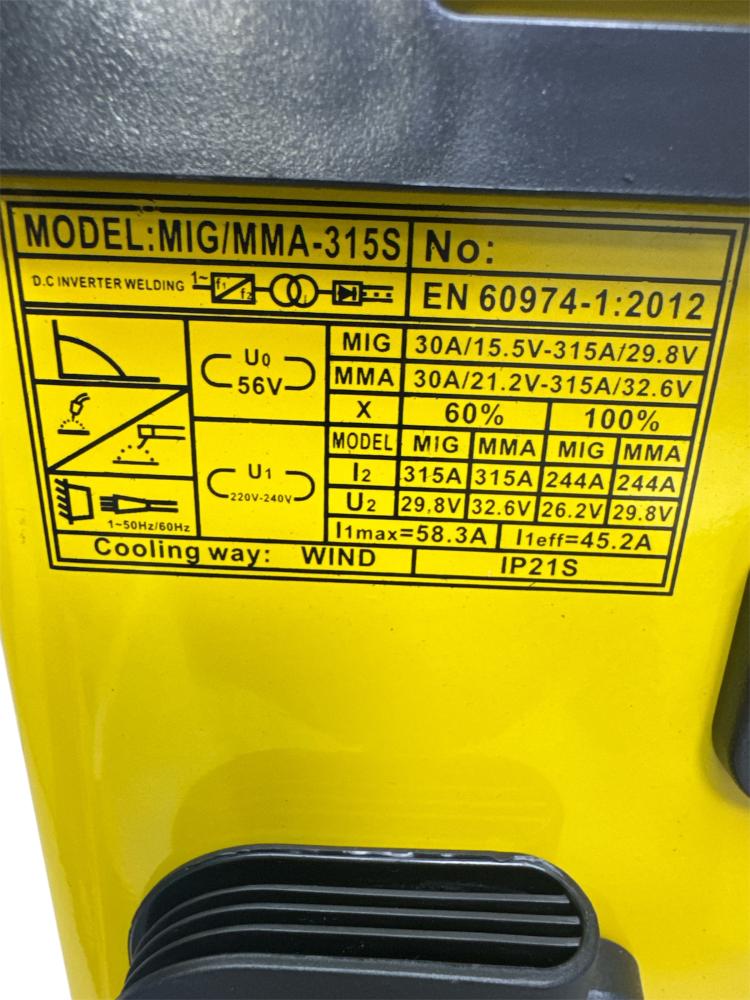 MODEL:MIG/MMA-315S No:
D.C INVERTER WELDING 1~ f1 f2 EN 60974-1:2012
U0 56V
MIG 30A/15.5V-315A/29.8V
MMA 30A/21.2V-315A/32.6V
X 60% 100%
MODEL MIG MMA MIG MMA
U1 220V-240V
I2 315A 315A 244A 244A
U2 29,8V 32.6V 26.2V 29.8V
1~50Hz/60Hz
I1max=58.3A I1eff=45.2A
Cooling way: WIND IP21S